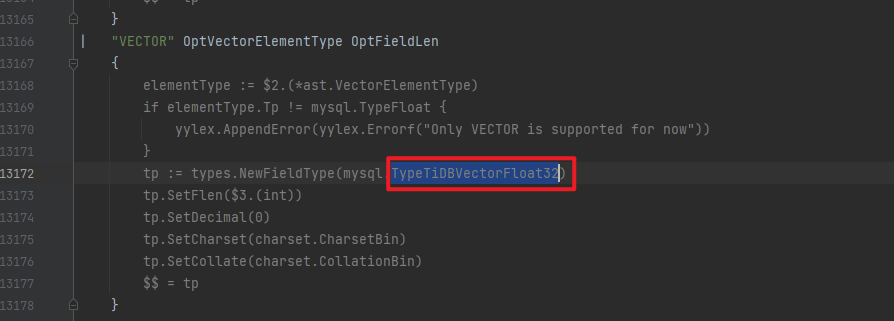 13165 }
13166 | "VECTOR" OptVectorElementType OptFieldLen
13167 {
13168 elementType := $2.(*ast.VectorElementType)
13169 if elementType.Tp != mysql.TypeFloat {
13170 yylex.AppendError(yylex.Errorf("Only VECTOR is supported for now"))
13171 }
13172 tp := types.NewFieldType(mysql.TypeTiDBVectorFloat32)
13173 tp.SetFlen($3.(int))
13174 tp.SetDecimal(0)
13175 tp.SetCharset(charset.CharsetBin)
13176 tp.SetCollate(charset.CollationBin)
13177 $$ = tp
13178 }